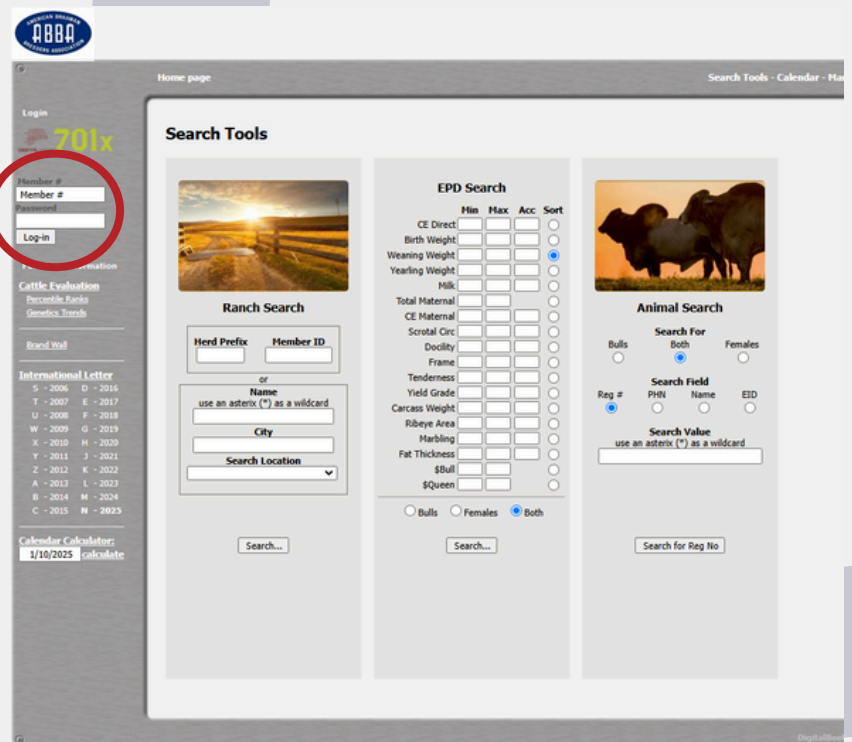 AMERICAN BRAHMAN
ABBA
BREEDERS ASSOCIATION
Home page
Search Tools - Calendar - Ma
Login
701x
Member #
Member #
Password
Log-in
Cattle Evaluation
Percentile Ranks
Genetics Trends
Brand Wall
International Letter
S - 2006 D - 2016
T - 2007 E - 2017
U - 2008 F - 2018
W - 2009 G - 2019
X - 2010 H - 2020
Y - 2011 J - 2021
Z - 2012 K - 2022
A - 2013 L - 2023
B - 2014 M - 2024
C - 2015 N - 2025
Calendar Calculator:
1/10/2025 calculate
Search Tools
Ranch Search
Herd Prefix Member ID
or
Name
use an asterix (*) as a wildcard
City
Search Location
Search...
EPD Search
Min Max Acc Sort
CE Direct
Birth Weight
Weaning Weight
Yearling Weight
Milk
Total Maternal
CE Maternal
Scrotal Circ
Docility
Frame
Tenderness
Yield Grade
Carcass Weight
Ribeye Area
Marbling
Fat Thickness
$Bull
$Queen
Bulls Females Both
Search...
Animal Search
Search For
Bulls Both Females
Search Field
Reg # PHN Name EID
Search Value
use an asterix (*) as a wildcard
Search for Reg No